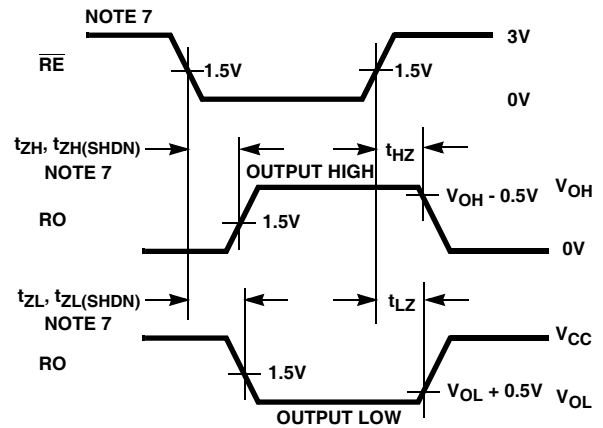 NOTE 7
RE
1.5V
1.5V
3V
0V
tZH, tZH(SHDN)
NOTE 7
OUTPUT HIGH
tHZ
RO
1.5V
VOH - 0.5V
VOH
0V
tZL, tZL(SHDN)
NOTE 7
tLZ
RO
1.5V
VCC
VOL + 0.5V
VOL
OUTPUT LOW